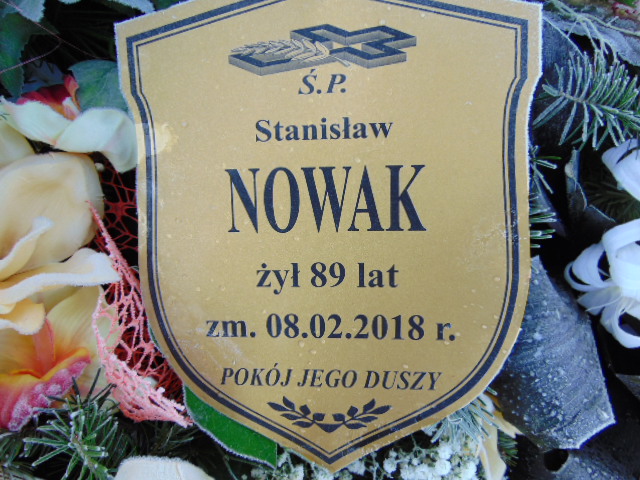 Ś.P.
Stanisław
NOWAK
żył 89 lat
zm. 08.02.2018 r.
POKÓJ JEGO DUSZY